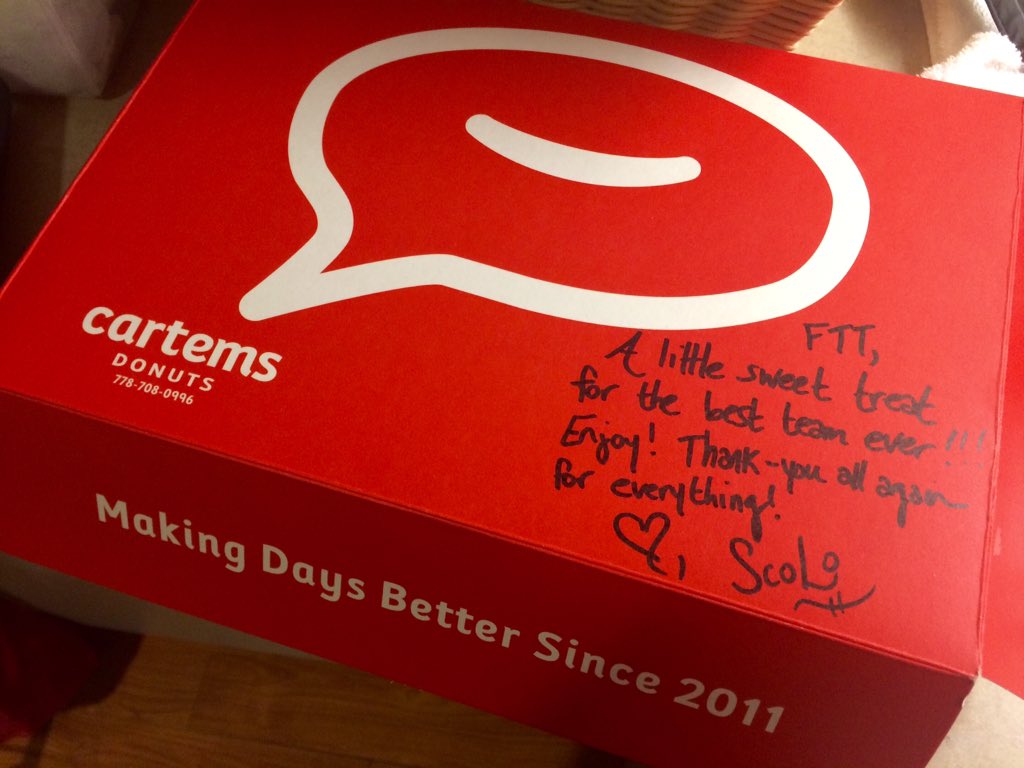 cartems
DONUTS
778-708-0996
FTT,
A little sweet treat
for the best team ever!!!
Enjoy! Thank-you all again
for everything!
♡, ScoLo
Making Days Better Since 2011